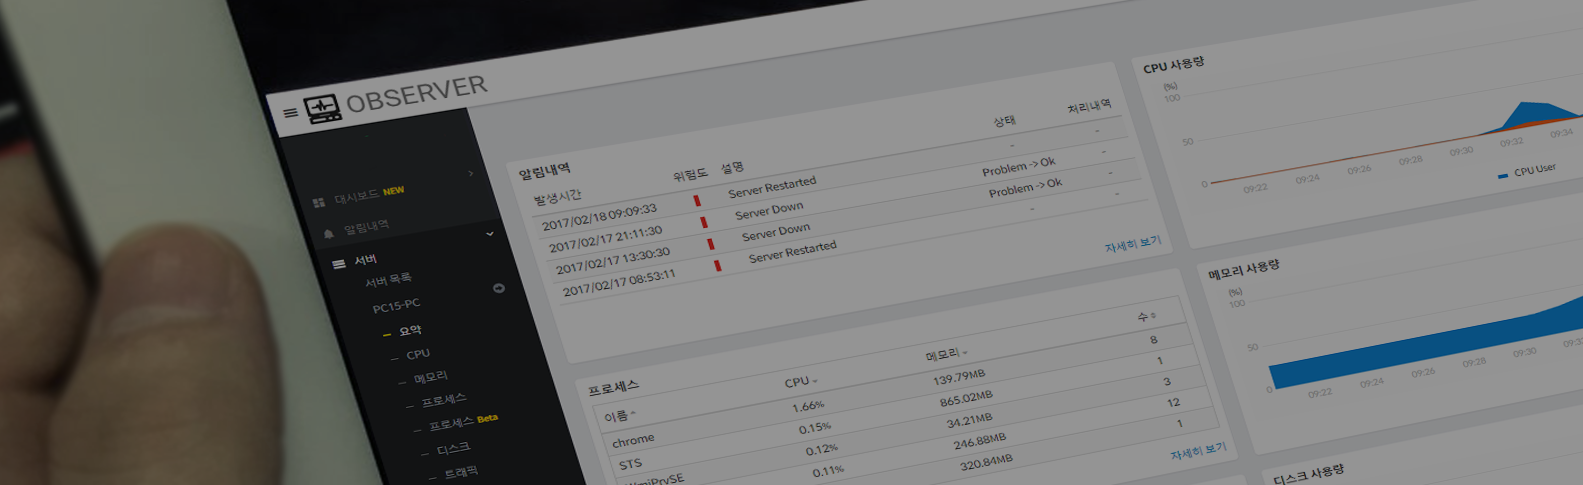 OBSERVER
대시보드 NEW
알림내역
서버
서버 목록
PC15-PC
요약
CPU
메모리
프로세스
프로세스 Beta
디스크
트래픽
알림내역
발생시간 위험도 설명 상태 처리내역
2017/02/18 09:09:33 Server Restarted - -
2017/02/17 21:11:30 Server Down Problem -> Ok -
2017/02/17 13:30:30 Server Down Problem -> Ok -
2017/02/17 08:53:11 Server Restarted - -
자세히 보기
프로세스
이름 CPU 메모리 수
chrome 1.66% 139.79MB 8
STS 0.15% 865.02MB 1
WmiPrvSE 0.12% 34.21MB 3
0.11% 246.88MB 12
320.84MB 1
자세히 보기
CPU 사용량
(%)
100
50
0
09:22 09:24 09:26 09:28 09:30 09:32 09:34
CPU User
메모리 사용량
(%)
100
50
0
09:22 09:24 09:26 09:28 09:30
디스크 사용량